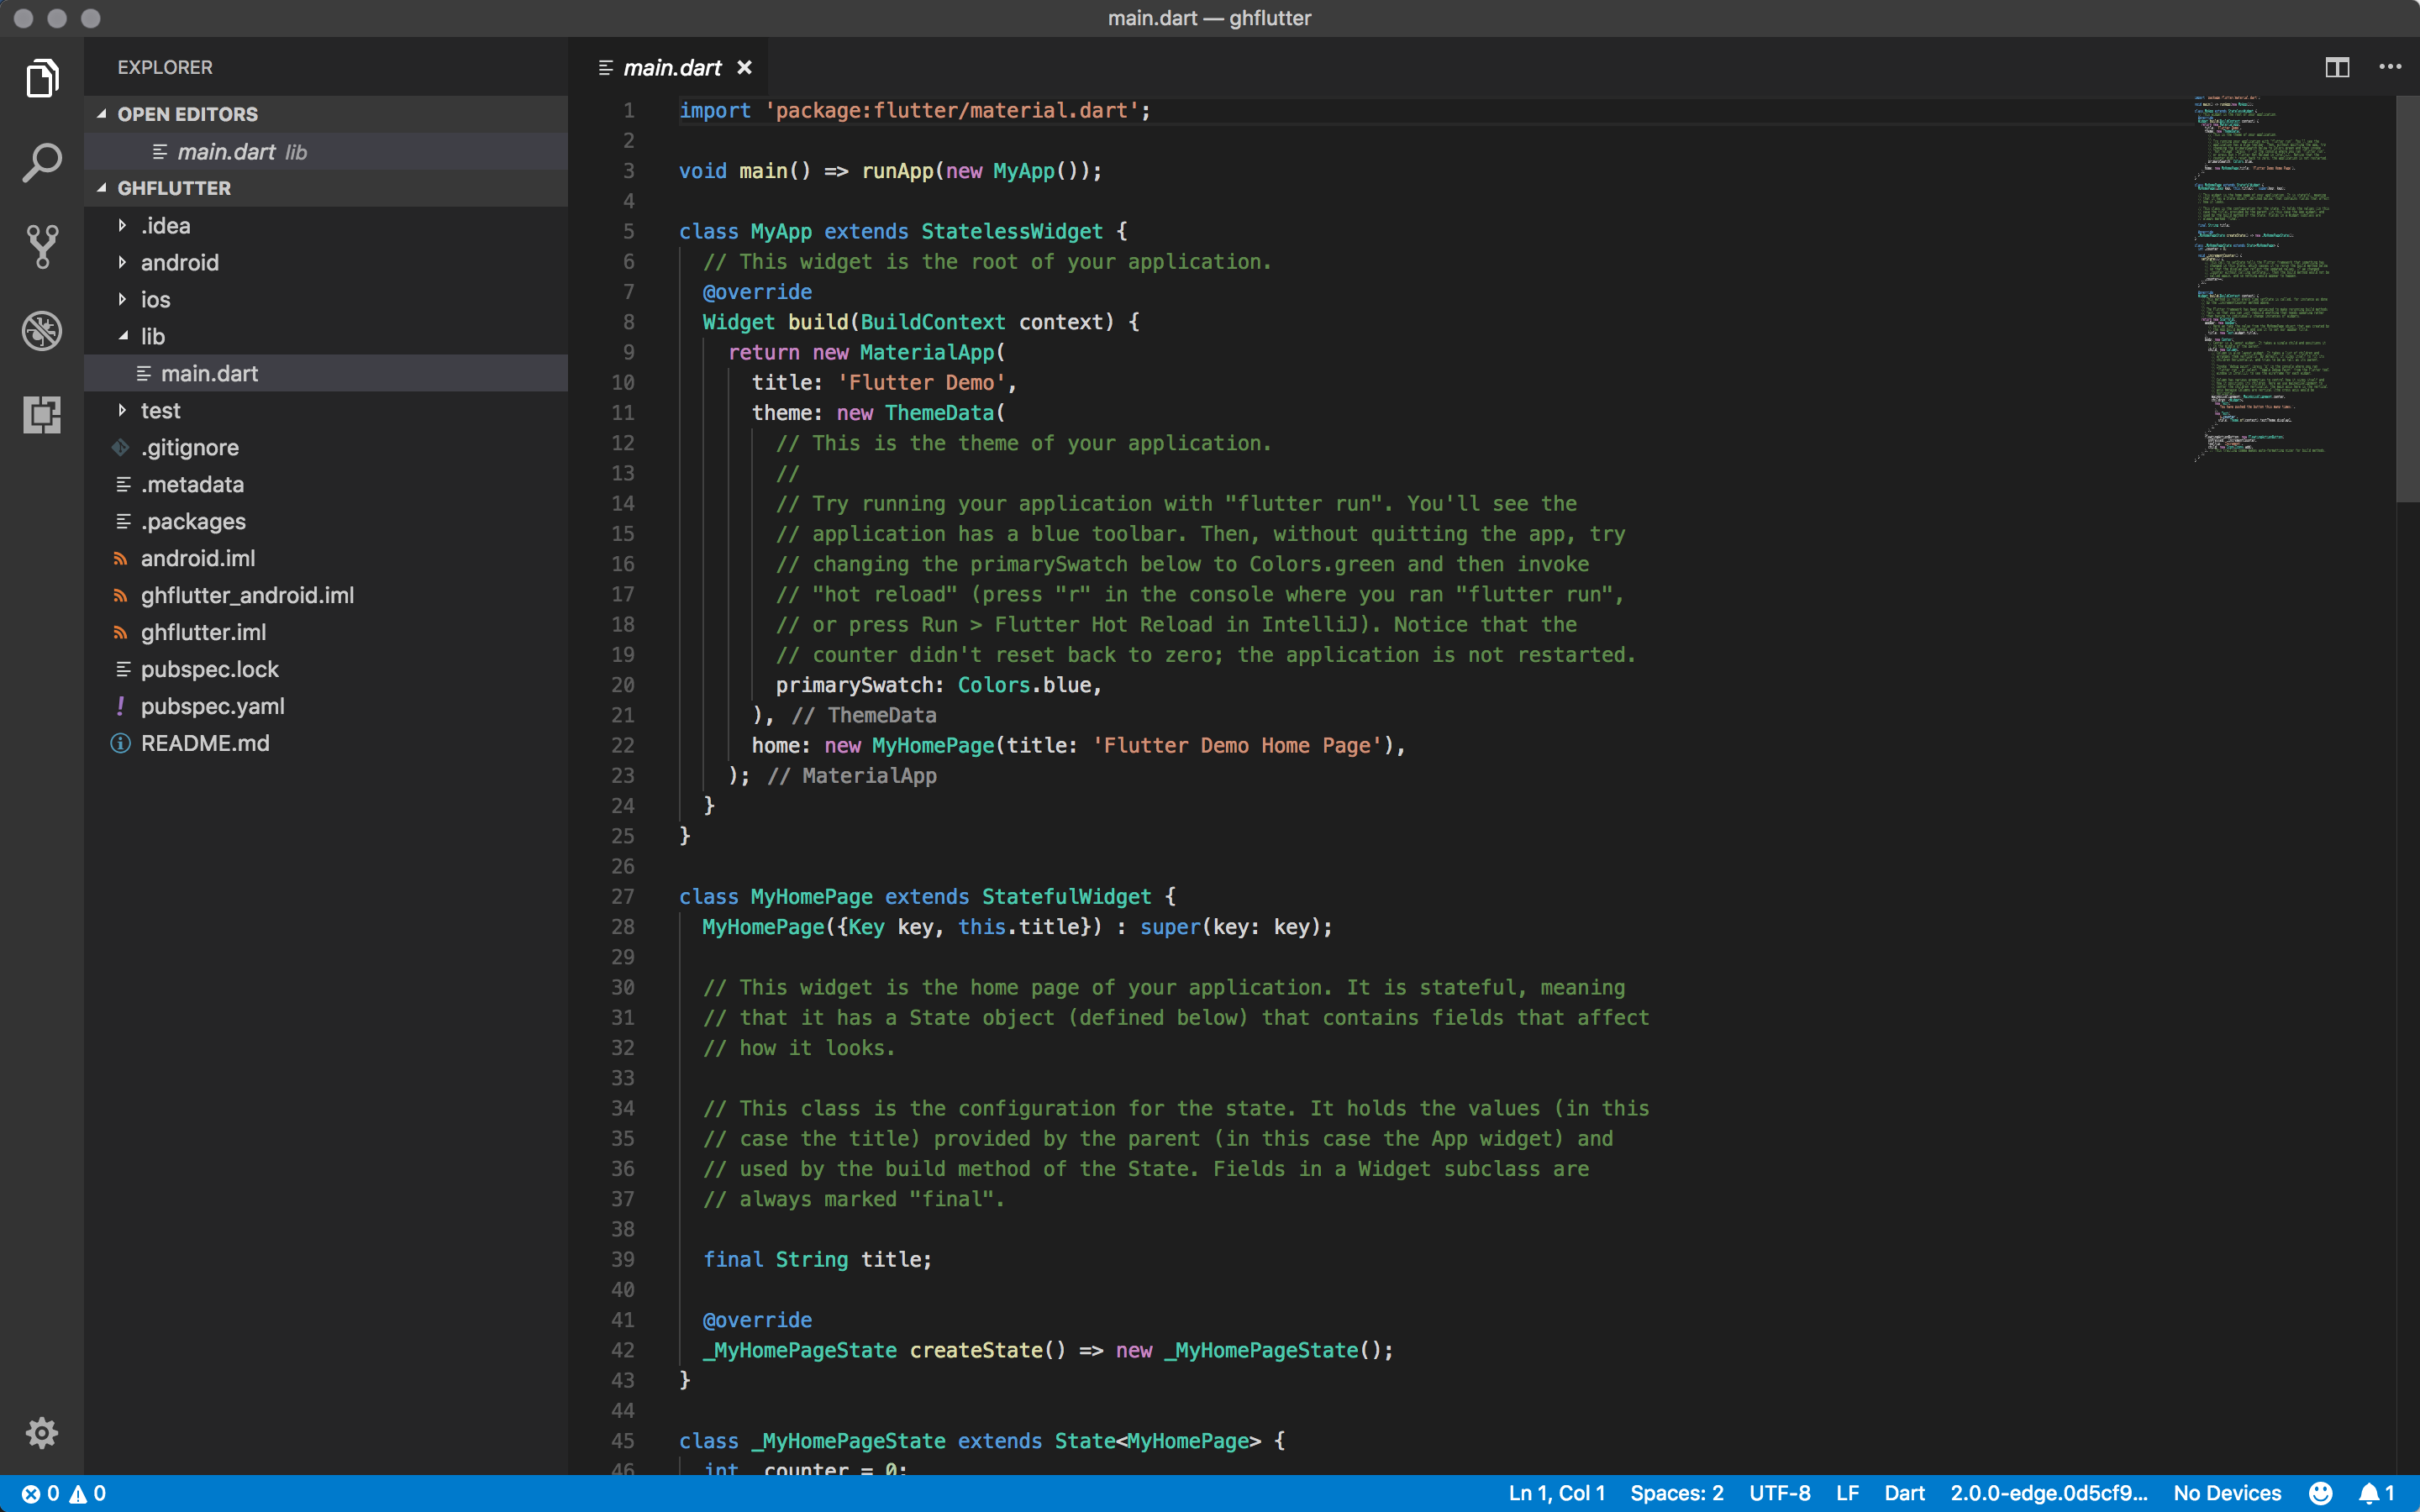 main.dart — ghflutter
EXPLORER
OPEN EDITORS
main.dart lib
GHFLUTTER
.idea
android
ios
lib
main.dart
test
.gitignore
.metadata
.packages
android.iml
ghflutter_android.iml
ghflutter.iml
pubspec.lock
pubspec.yaml
README.md
main.dart
1 import 'package:flutter/material.dart';
2
3 void main() => runApp(new MyApp());
4
5 class MyApp extends StatelessWidget {
6 // This widget is the root of your application.
7 @override
8 Widget build(BuildContext context) {
9 return new MaterialApp(
10 title: 'Flutter Demo',
11 theme: new ThemeData(
12 // This is the theme of your application.
13 //
14 // Try running your application with "flutter run". You'll see the
15 // application has a blue toolbar. Then, without quitting the app, try
16 // changing the primarySwatch below to Colors.green and then invoke
17 // "hot reload" (press "r" in the console where you ran "flutter run",
18 // or press Run > Flutter Hot Reload in IntelliJ). Notice that the
19 // counter didn't reset back to zero; the application is not restarted.
20 primarySwatch: Colors.blue,
21 ), // ThemeData
22 home: new MyHomePage(title: 'Flutter Demo Home Page'),
23 ); // MaterialApp
24 }
25 }
26
27 class MyHomePage extends StatefulWidget {
28 MyHomePage({Key key, this.title}) : super(key: key);
29
30 // This widget is the home page of your application. It is stateful, meaning
31 // that it has a State object (defined below) that contains fields that affect
32 // how it looks.
33
34 // This class is the configuration for the state. It holds the values (in this
35 // case the title) provided by the parent (in this case the App widget) and
36 // used by the build method of the State. Fields in a Widget subclass are
37 // always marked "final".
38
39 final String title;
40
41 @override
42 _MyHomePageState createState() => new _MyHomePageState();
43 }
44
45 class _MyHomePageState extends State<MyHomePage> {
46 int _counter = 0;
0 0 Ln 1, Col 1 Spaces: 2 UTF-8 LF Dart 2.0.0-edge.0d5cf9... No Devices 1